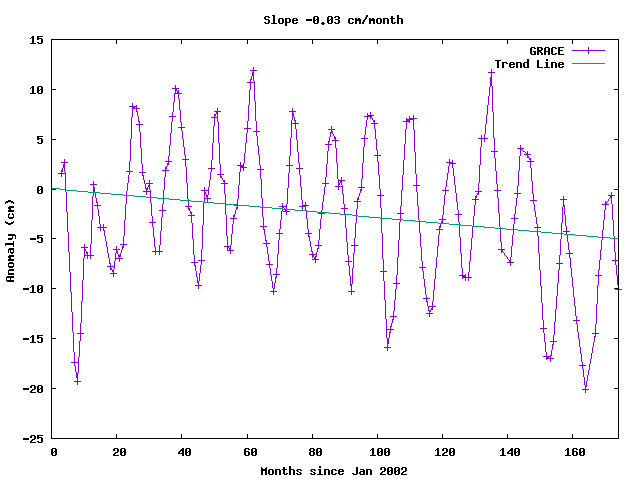 Slope -0.03 cm/month
GRACE
Trend Line
15
10
5
0
-5
-10
-15
-20
-25
Anomaly (cm)
0 20 40 60 80 100 120 140 160
Months since Jan 2002